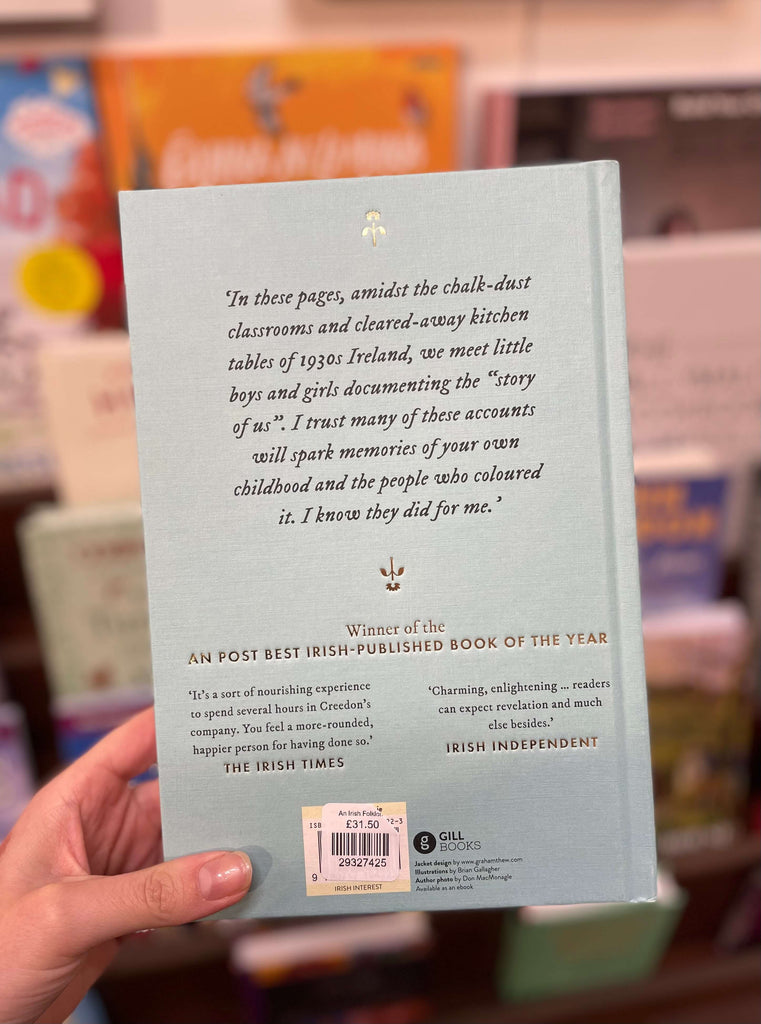 'In these pages, amidst the chalk-dust
classrooms and cleared-away kitchen
tables of 1930s Ireland, we meet little
boys and girls documenting the "story
of us". I trust many of these accounts
will spark memories of your own
childhood and the people who coloured
it. I know they did for me.'
Winner of the
AN POST BEST IRISH-PUBLISHED BOOK OF THE YEAR
'It's a sort of nourishing experience
to spend several hours in Creedon's
company. You feel a more-rounded,
happier person for having done so.'
THE IRISH TIMES
'Charming, enlightening ... readers
can expect revelation and much
else besides.'
IRISH INDEPENDENT
An Irish
£31.50
29327425
ISB
2-3
9
IRISH INTEREST
g
GILL
BOOKS
Jacket design by www.grahamthew.com
Illustrations by Brian Gallagher
Author photo by Don MacMonagle
Available as an ebook